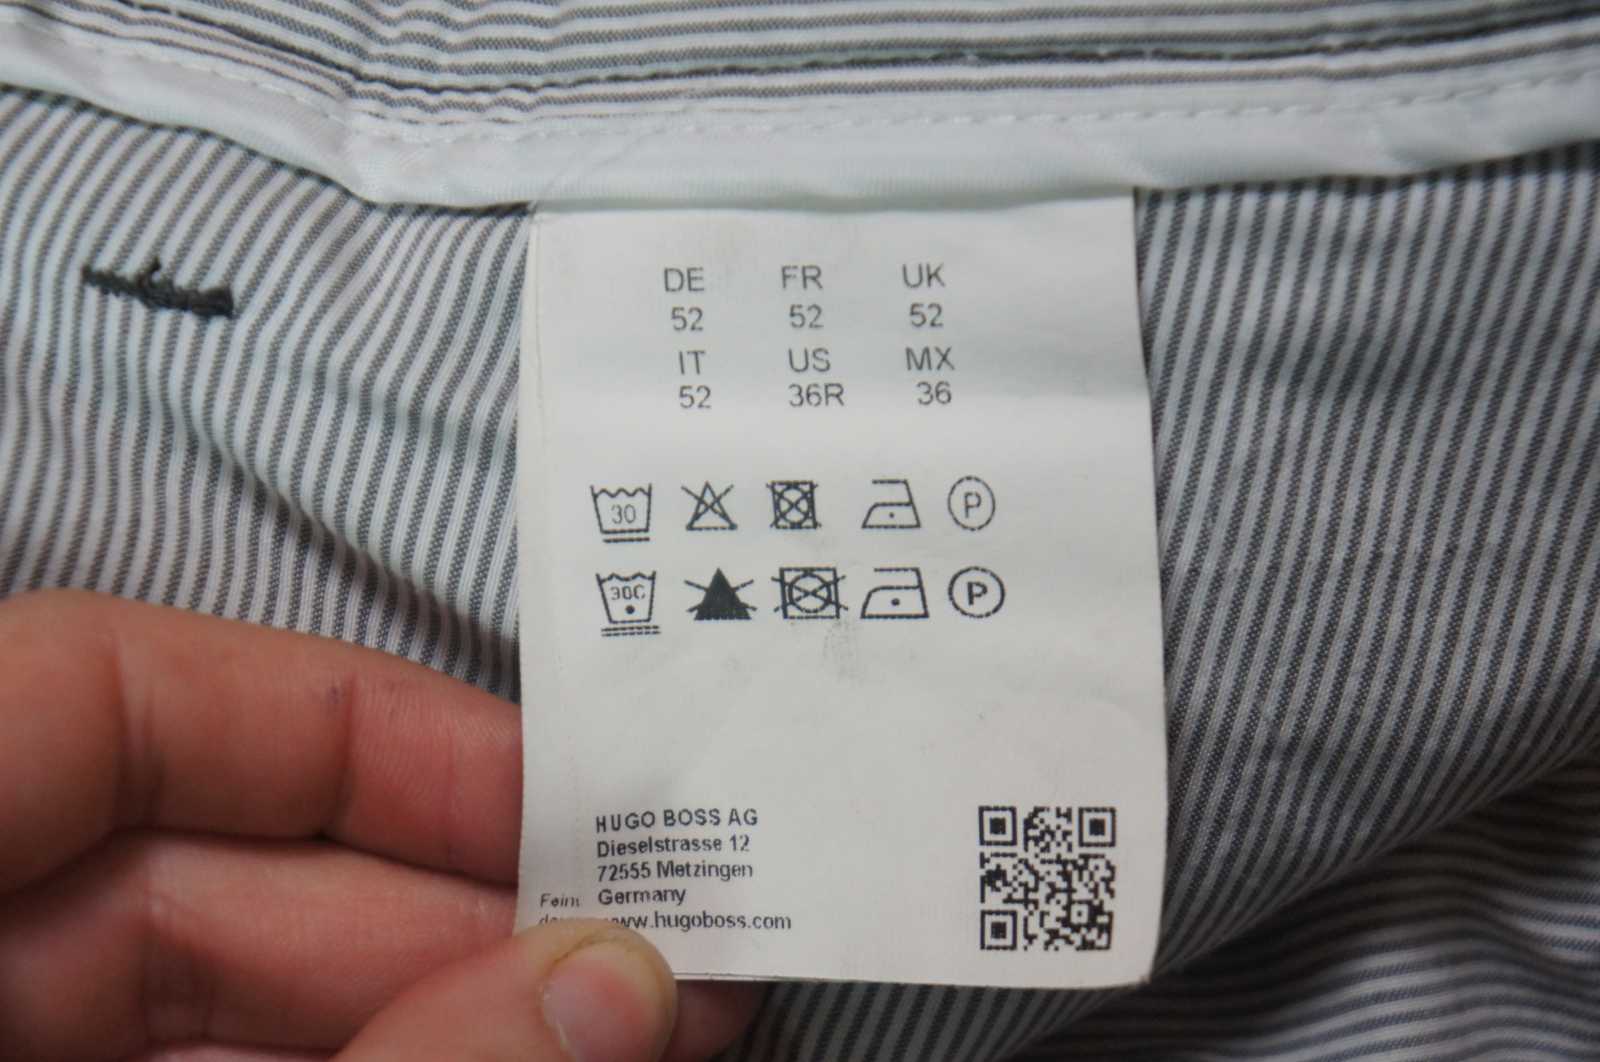 DE FR UK
52 52 52
IT US MX
52 36R 36
30 P
30C P
HUGO BOSS AG
Dieselstrasse 12
72555 Metzingen
Germany
www.hugoboss.com